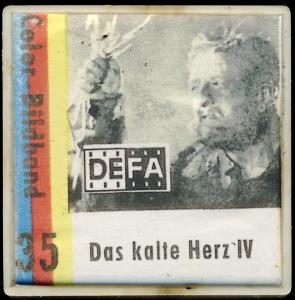 Color-Bildband
35
DEFA
Das kalte Herz IV